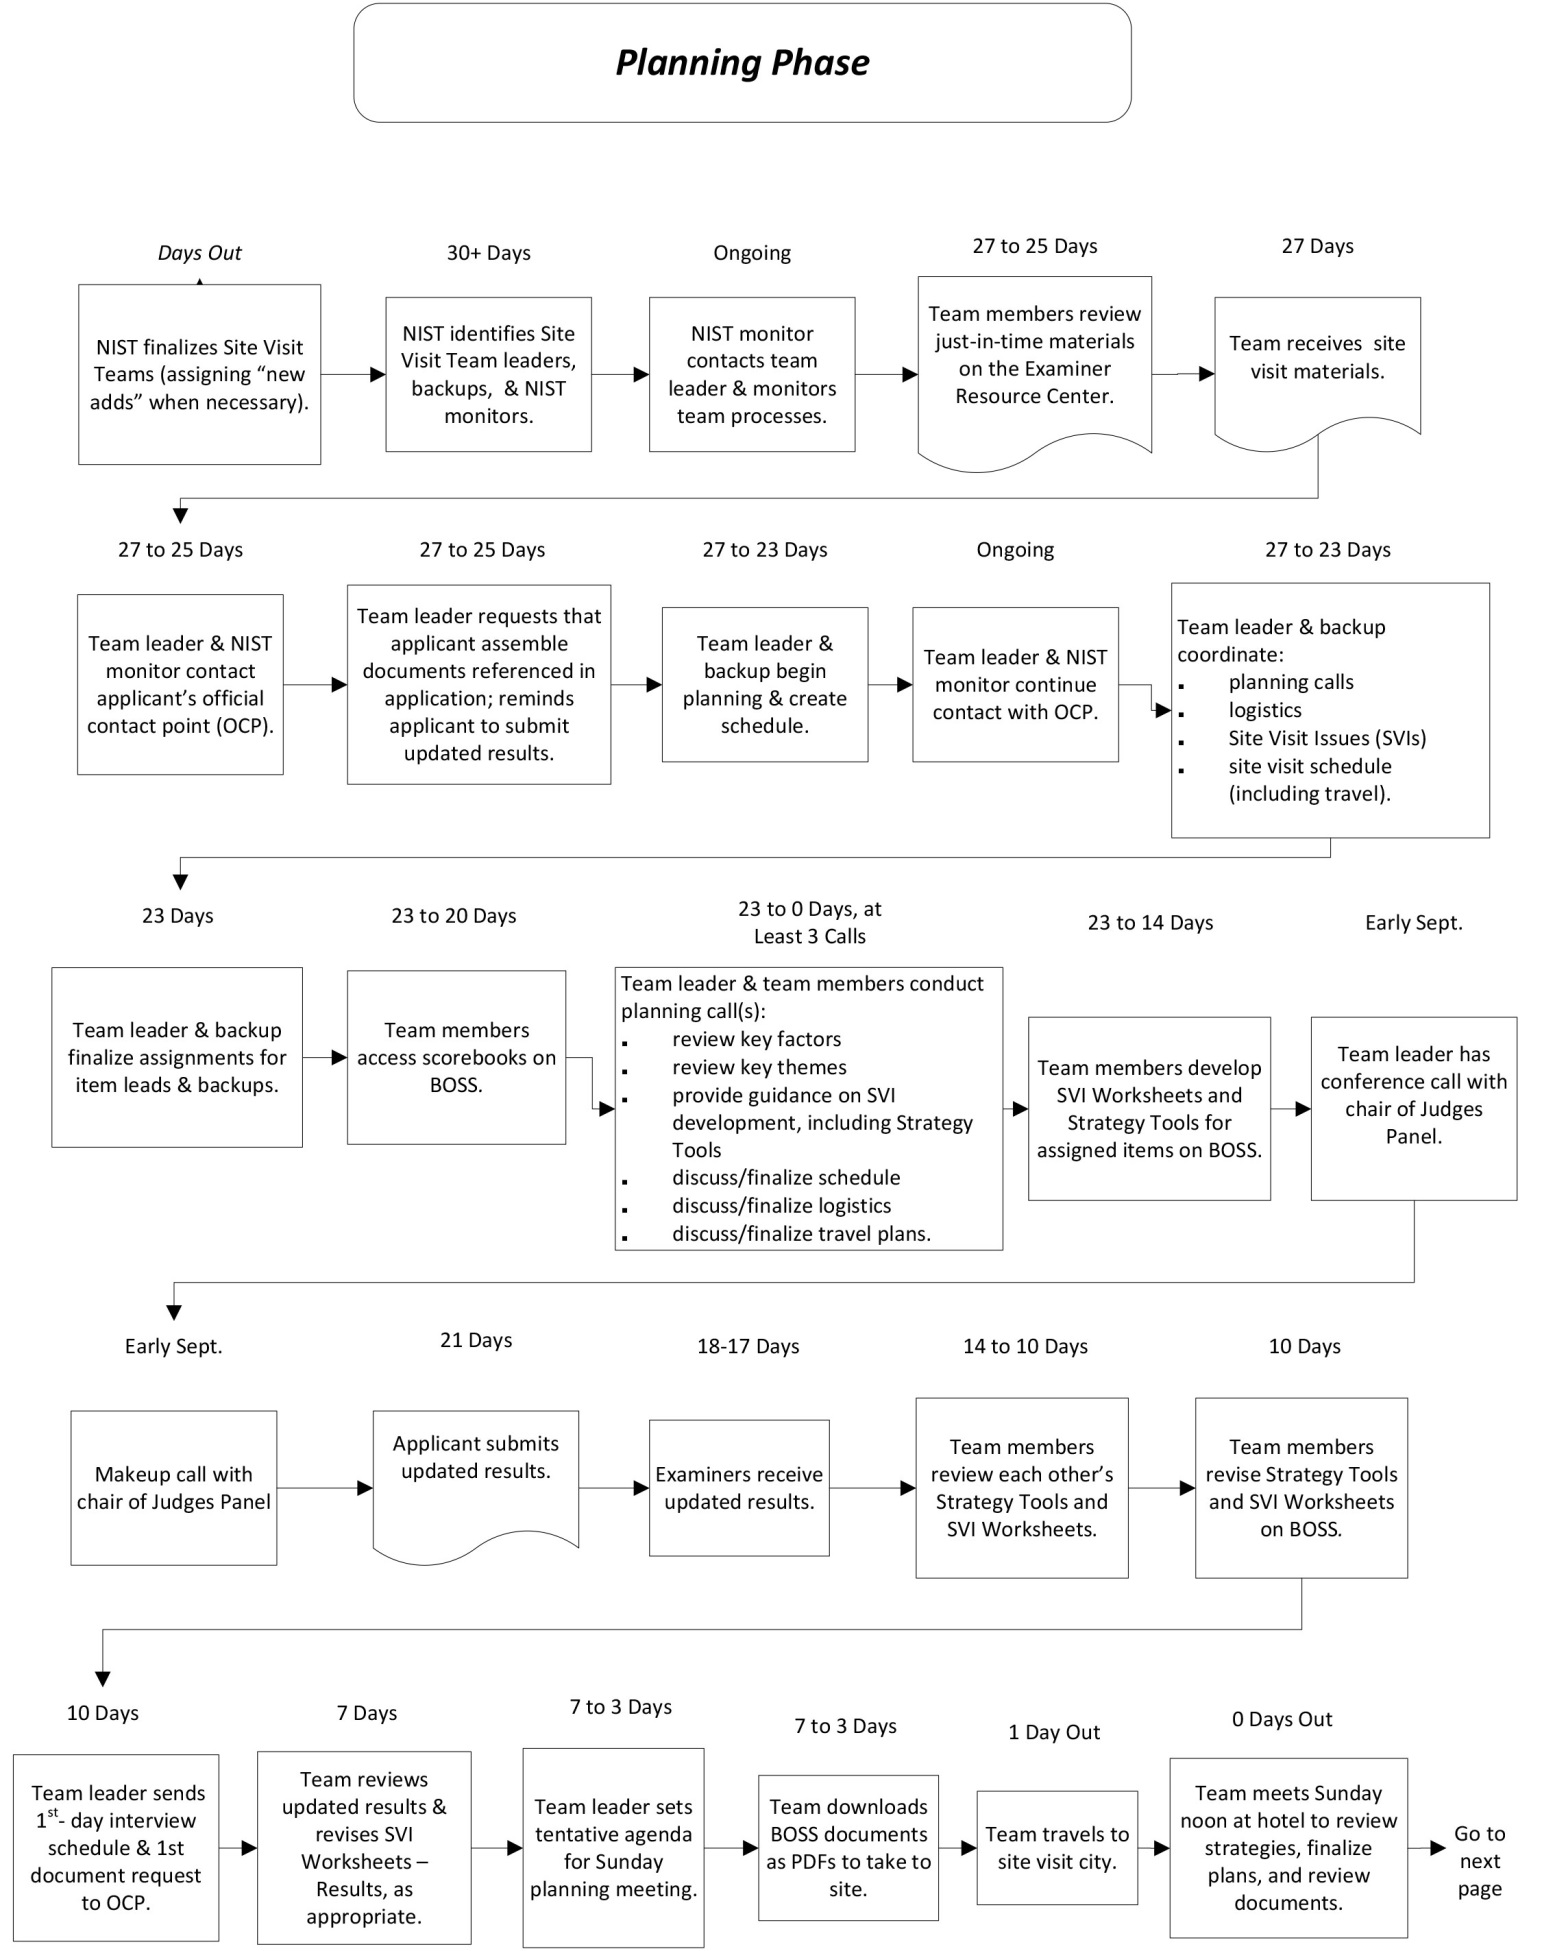 Planning Phase
Days Out
NIST finalizes Site Visit
Teams (assigning “new
adds” when necessary).
30+ Days
NIST identifies Site
Visit Team leaders,
backups, & NIST
monitors.
Ongoing
NIST monitor
contacts team
leader & monitors
team processes.
27 to 25 Days
Team members review
just-in-time materials
on the Examiner
Resource Center.
27 Days
Team receives site
visit materials.
27 to 25 Days
Team leader & NIST
monitor contact
applicant’s official
contact point (OCP).
27 to 25 Days
Team leader requests that
applicant assemble
documents referenced in
application; reminds
applicant to submit
updated results.
27 to 23 Days
Team leader &
backup begin
planning & create
schedule.
Ongoing
Team leader & NIST
monitor continue
contact with OCP.
27 to 23 Days
Team leader & backup
coordinate:
▪ planning calls
▪ logistics
▪ Site Visit Issues (SVIs)
▪ site visit schedule
(including travel).
23 Days
Team leader & backup
finalize assignments for
item leads & backups.
23 to 20 Days
Team members
access scorebooks on
BOSS.
23 to 0 Days, at
Least 3 Calls
Team leader & team members conduct
planning call(s):
▪ review key factors
▪ review key themes
▪ provide guidance on SVI
development, including Strategy
Tools
▪ discuss/finalize schedule
▪ discuss/finalize logistics
▪ discuss/finalize travel plans.
23 to 14 Days
Team members develop
SVI Worksheets and
Strategy Tools for
assigned items on BOSS.
Early Sept.
Team leader has
conference call with
chair of Judges
Panel.
Early Sept.
Makeup call with
chair of Judges Panel
21 Days
Applicant submits
updated results.
18-17 Days
Examiners receive
updated results.
14 to 10 Days
Team members
review each other’s
Strategy Tools and
SVI Worksheets.
10 Days
Team members
revise Strategy Tools
and SVI Worksheets
on BOSS.
10 Days
Team leader sends
1st- day interview
schedule & 1st
document request
to OCP.
7 Days
Team reviews
updated results &
revises SVI
Worksheets –
Results, as
appropriate.
7 to 3 Days
Team leader sets
tentative agenda
for Sunday
planning meeting.
7 to 3 Days
Team downloads
BOSS documents
as PDFs to take to
site.
1 Day Out
Team travels to
site visit city.
0 Days Out
Team meets Sunday
noon at hotel to review
strategies, finalize
plans, and review
documents.
Go to
next
page